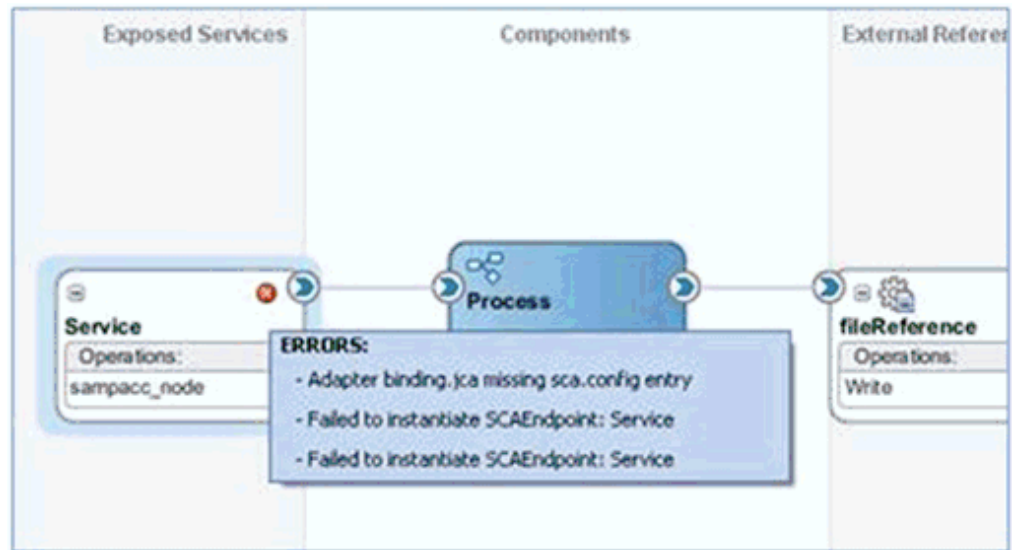 Exposed Services
Components
External Referen
Service
Operations:
sampacc_node
Process
ERRORS:
- Adapter binding.jca missing sca.config entry
- Failed to instantiate SCAEndpoint: Service
- Failed to instantiate SCAEndpoint: Service
fileReference
Operations:
Write